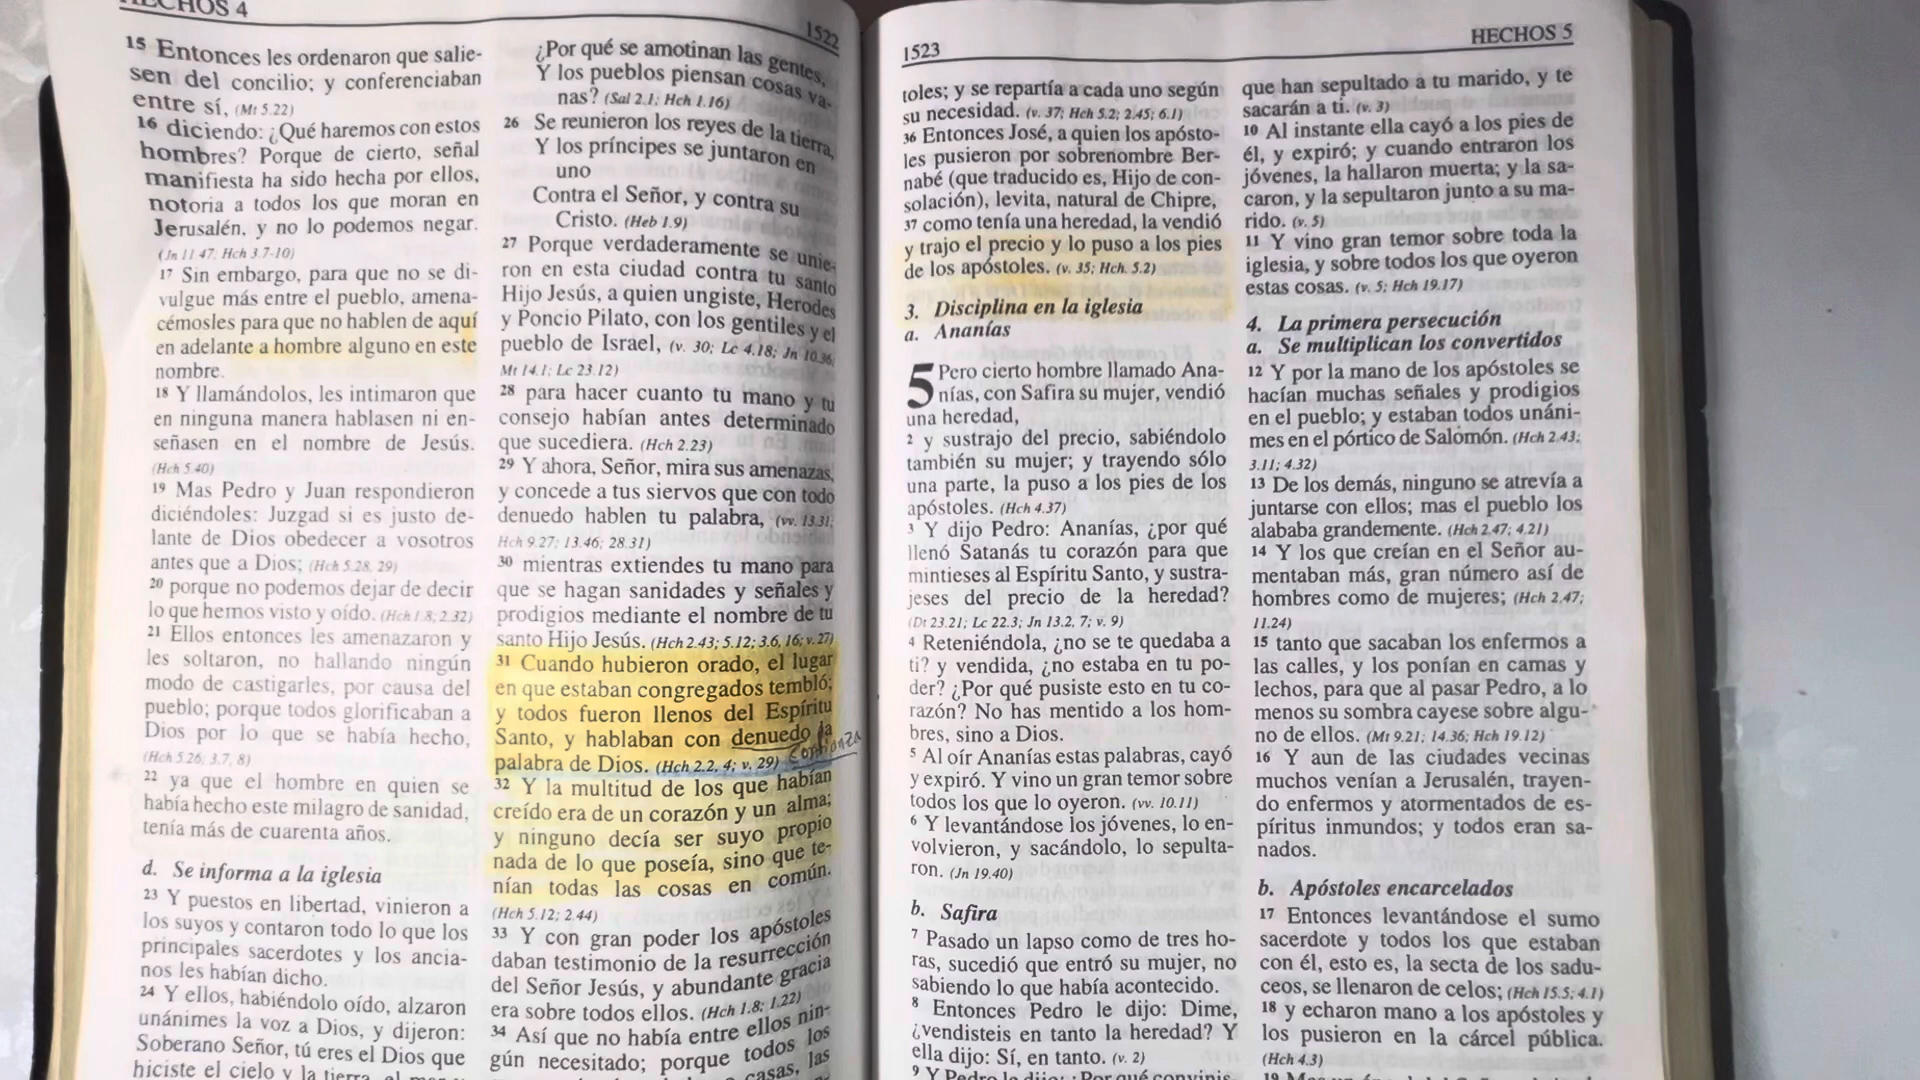 HECHOS 4
1522
15 Entonces les ordenaron que salie-
sen del concilio; y conferenciaban
entre sí, (Mt 5.22)
16 diciendo: ¿Qué haremos con estos
hombres? Porque de cierto, señal
manifiesta ha sido hecha por ellos,
notoria a todos los que moran en
Jerusalén, y no lo podemos negar.
(Jn 11 47; Hch 3.7-10)
17 Sin embargo, para que no se di-
vulgue más entre el pueblo, amena-
cémosles para que no hablen de aquí
en adelante a hombre alguno en este
nombre.
18 Y llamándolos, les intimaron que
en ninguna manera hablasen ni en-
señasen en el nombre de Jesús.
(Hch 5.40)
19 Mas Pedro y Juan respondieron
diciéndoles: Juzgad si es justo de-
lante de Dios obedecer a vosotros
antes que a Dios; (Hch 5.28, 29)
20 porque no podemos dejar de decir
lo que hemos visto y oído. (Hch 1.8; 2.32)
21 Ellos entonces les amenazaron y
les soltaron, no hallando ningún
modo de castigarles, por causa del
pueblo; porque todos glorificaban a
Dios por lo que se había hecho,
(Hch 5.26; 3.7, 8)
22 ya que el hombre en quien se
había hecho este milagro de sanidad,
tenía más de cuarenta años.
d. Se informa a la iglesia
23 Y puestos en libertad, vinieron a
los suyos y contaron todo lo que los
principales sacerdotes y los ancia-
nos les habían dicho.
24 Y ellos, habiéndolo oído, alzaron
unánimes la voz a Dios, y dijeron:
Soberano Señor, tú eres el Dios que
hiciste el cielo y la tierra, el
¿Por qué se amotinan las gentes,
Y los pueblos piensan cosas va-
nas? (Sal 2.1; Hch 1.16)
26 Se reunieron los reyes de la tierra,
Y los príncipes se juntaron en
uno
Contra el Señor, y contra su
Cristo. (Heb 1.9)
27 Porque verdaderamente se unie-
ron en esta ciudad contra tu santo
Hijo Jesús, a quien ungiste, Herodes
y Poncio Pilato, con los gentiles y el
pueblo de Israel, (v. 30; Lc 4.18; Jn 10.36;
Mt 14.1; Lc 23.12)
28 para hacer cuanto tu mano y tu
consejo habían antes determinado
que sucediera. (Hch 2.23)
29 Y ahora, Señor, mira sus amenazas,
y concede a tus siervos que con todo
denuedo hablen tu palabra, (vv. 13.31;
Hch 9.27; 13.46; 28.31)
30 mientras extiendes tu mano para
que se hagan sanidades y señales y
prodigios mediante el nombre de tu
santo Hijo Jesús. (Hch 2.43; 5.12; 3.6, 16; v. 27)
31 Cuando hubieron orado, el lugar
en que estaban congregados tembló;
y todos fueron llenos del Espíritu
Santo, y hablaban con denuedo la
palabra de Dios. (Hch 2.2, 4; v. 29) Confianza
32 Y la multitud de los que habían
creído era de un corazón y un alma;
y ninguno decía ser suyo propio
nada de lo que poseía, sino que te-
nían todas las cosas en común.
(Hch 5.12; 2.44)
33 Y con gran poder los apóstoles
daban testimonio de la resurrección
del Señor Jesús, y abundante gracia
era sobre todos ellos. (Hch 1.8; 1.22)
34 Así que no había entre ellos nin-
gún necesitado; porque todos los
casas, las
1523
HECHOS 5
toles; y se repartía a cada uno según
su necesidad. (v. 37; Hch 5.2; 2.45; 6.1)
36 Entonces José, a quien los apósto-
les pusieron por sobrenombre Ber-
nabé (que traducido es, Hijo de con-
solación), levita, natural de Chipre,
37 como tenía una heredad, la vendió
y trajo el precio y lo puso a los pies
de los apóstoles. (v. 35; Hch. 5.2)
3. Disciplina en la iglesia
a. Ananías
5 Pero cierto hombre llamado Ana-
nías, con Safira su mujer, vendió
una heredad,
2 y sustrajo del precio, sabiéndolo
también su mujer; y trayendo sólo
una parte, la puso a los pies de los
apóstoles. (Hch 4.37)
3 Y dijo Pedro: Ananías, ¿por qué
llenó Satanás tu corazón para que
mintieses al Espíritu Santo, y sustra-
jeses del precio de la heredad?
(Dt 23.21; Lc 22.3; Jn 13.2, 7; v. 9)
4 Reteniéndola, ¿no se te quedaba a
ti? y vendida, ¿no estaba en tu po-
der? ¿Por qué pusiste esto en tu co-
razón? No has mentido a los hom-
bres, sino a Dios.
5 Al oír Ananías estas palabras, cayó
y expiró. Y vino un gran temor sobre
todos los que lo oyeron. (vv. 10.11)
6 Y levantándose los jóvenes, lo en-
volvieron, y sacándolo, lo sepulta-
ron. (Jn 19.40)
b. Safira
7 Pasado un lapso como de tres ho-
ras, sucedió que entró su mujer, no
sabiendo lo que había acontecido.
8 Entonces Pedro le dijo: Dime,
¿vendisteis en tanto la heredad? Y
ella dijo: Sí, en tanto. (v. 2)
9 Y Pedro le dijo: ¿Por qué convinis-
que han sepultado a tu marido, y te
sacarán a ti. (v. 3)
10 Al instante ella cayó a los pies de
él, y expiró; y cuando entraron los
jóvenes, la hallaron muerta; y la sa-
caron, y la sepultaron junto a su ma-
rido. (v. 5)
11 Y vino gran temor sobre toda la
iglesia, y sobre todos los que oyeron
estas cosas. (v. 5; Hch 19.17)
4. La primera persecución
a. Se multiplican los convertidos
12 Y por la mano de los apóstoles se
hacían muchas señales y prodigios
en el pueblo; y estaban todos unáni-
mes en el pórtico de Salomón. (Hch 2.43;
3.11; 4.32)
13 De los demás, ninguno se atrevía a
juntarse con ellos; mas el pueblo los
alababa grandemente. (Hch 2.47; 4.21)
14 Y los que creían en el Señor au-
mentaban más, gran número así de
hombres como de mujeres; (Hch 2.47;
11.24)
15 tanto que sacaban los enfermos a
las calles, y los ponían en camas y
lechos, para que al pasar Pedro, a lo
menos su sombra cayese sobre algu-
no de ellos. (Mt 9.21; 14.36; Hch 19.12)
16 Y aun de las ciudades vecinas
muchos venían a Jerusalén, trayen-
do enfermos y atormentados de es-
píritus inmundos; y todos eran sa-
nados.
b. Apóstoles encarcelados
17 Entonces levantándose el sumo
sacerdote y todos los que estaban
con él, esto es, la secta de los sadu-
ceos, se llenaron de celos; (Hch 15.5; 4.1)
18 y echaron mano a los apóstoles y
los pusieron en la cárcel pública.
(Hch 4.3)